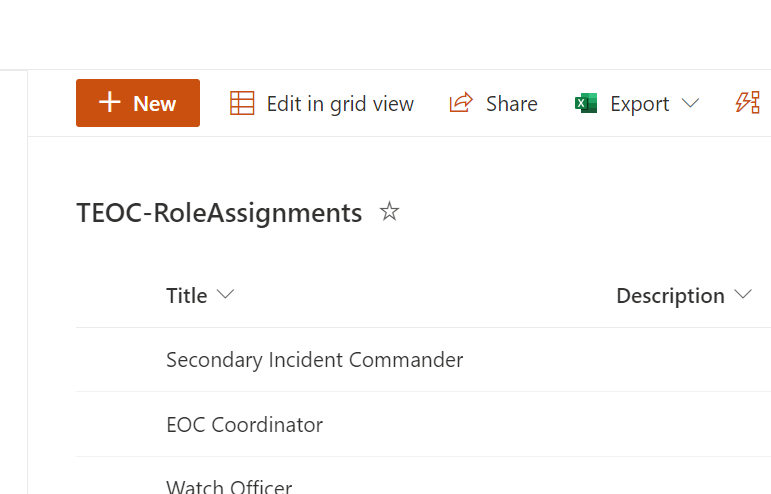 New Edit in grid view Share Export
TEOC-RoleAssignments
Title Description
Secondary Incident Commander
EOC Coordinator
Watch Officer